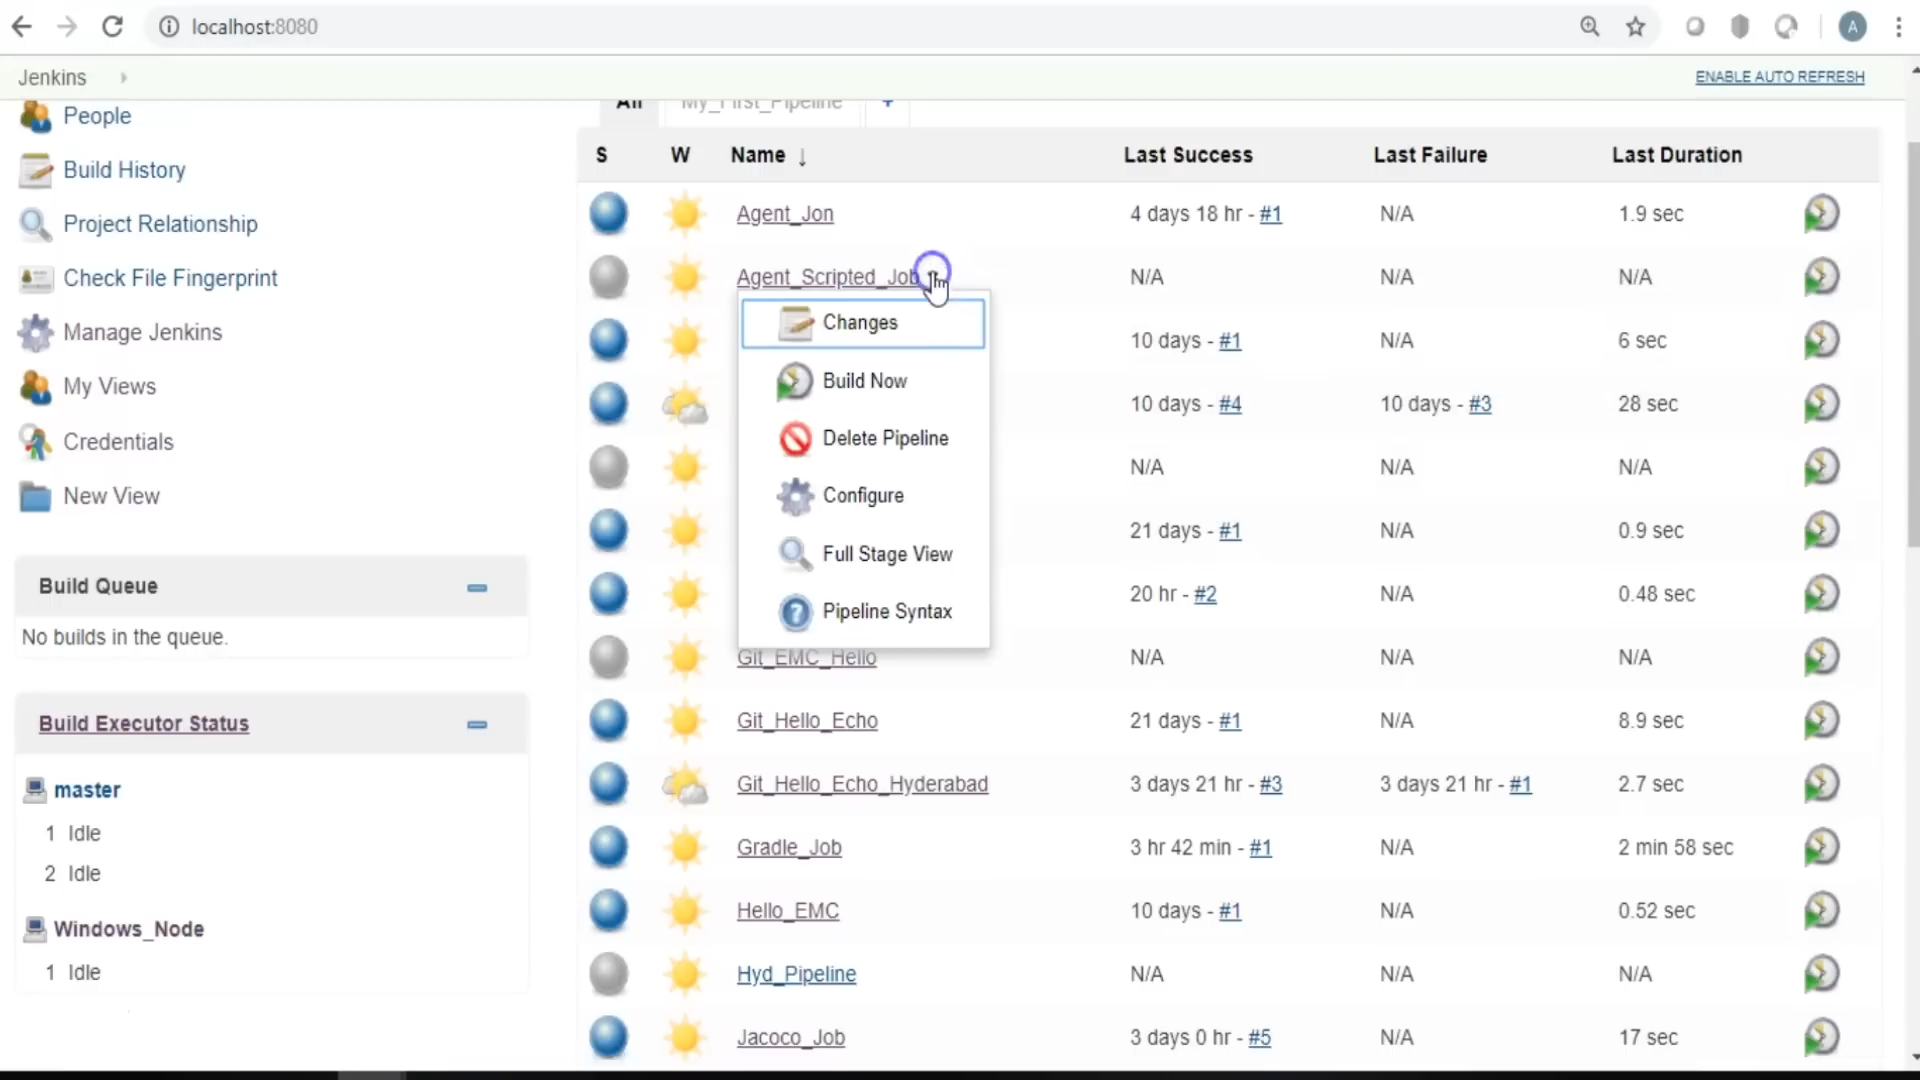 localhost:8080
A
Jenkins
ENABLE AUTO REFRESH
People
Build History
Project Relationship
Check File Fingerprint
Manage Jenkins
My Views
Credentials
New View
Build Queue
No builds in the queue.
Build Executor Status
master
1 Idle
2 Idle
Windows_Node
1 Idle
All My_First_Pipeline +
S W Name ↓ Last Success Last Failure Last Duration
Agent_Jon 4 days 18 hr - #1 N/A 1.9 sec
Agent_Scripted_Job N/A N/A N/A
10 days - #1 N/A 6 sec
10 days - #4 10 days - #3 28 sec
N/A N/A N/A
21 days - #1 N/A 0.9 sec
20 hr - #2 N/A 0.48 sec
Changes
Build Now
Delete Pipeline
Configure
Full Stage View
Pipeline Syntax
Git_EMC_Hello N/A N/A N/A
Git_Hello_Echo 21 days - #1 N/A 8.9 sec
Git_Hello_Echo_Hyderabad 3 days 21 hr - #3 3 days 21 hr - #1 2.7 sec
Gradle_Job 3 hr 42 min - #1 N/A 2 min 58 sec
Hello_EMC 10 days - #1 N/A 0.52 sec
Hyd_Pipeline N/A N/A N/A
Jacoco_Job 3 days 0 hr - #5 N/A 17 sec